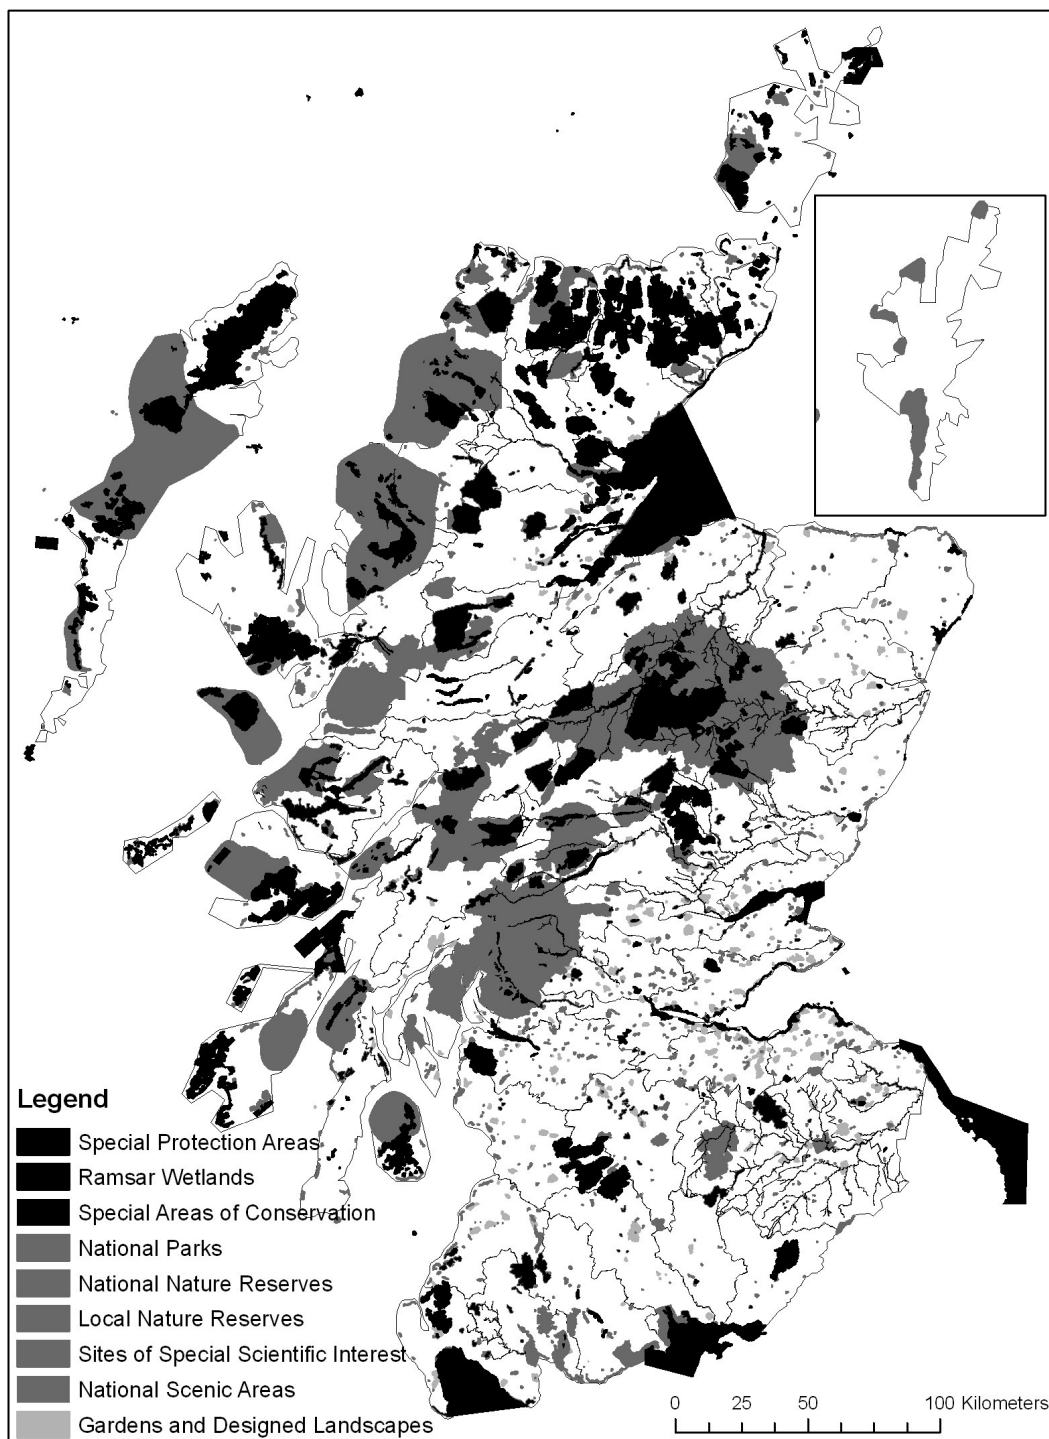 Legend
Special Protection Areas
Ramsar Wetlands
Special Areas of Conservation
National Parks
National Nature Reserves
Local Nature Reserves
Sites of Special Scientific Interest
National Scenic Areas
Gardens and Designed Landscapes
0 25 50 100 Kilometers